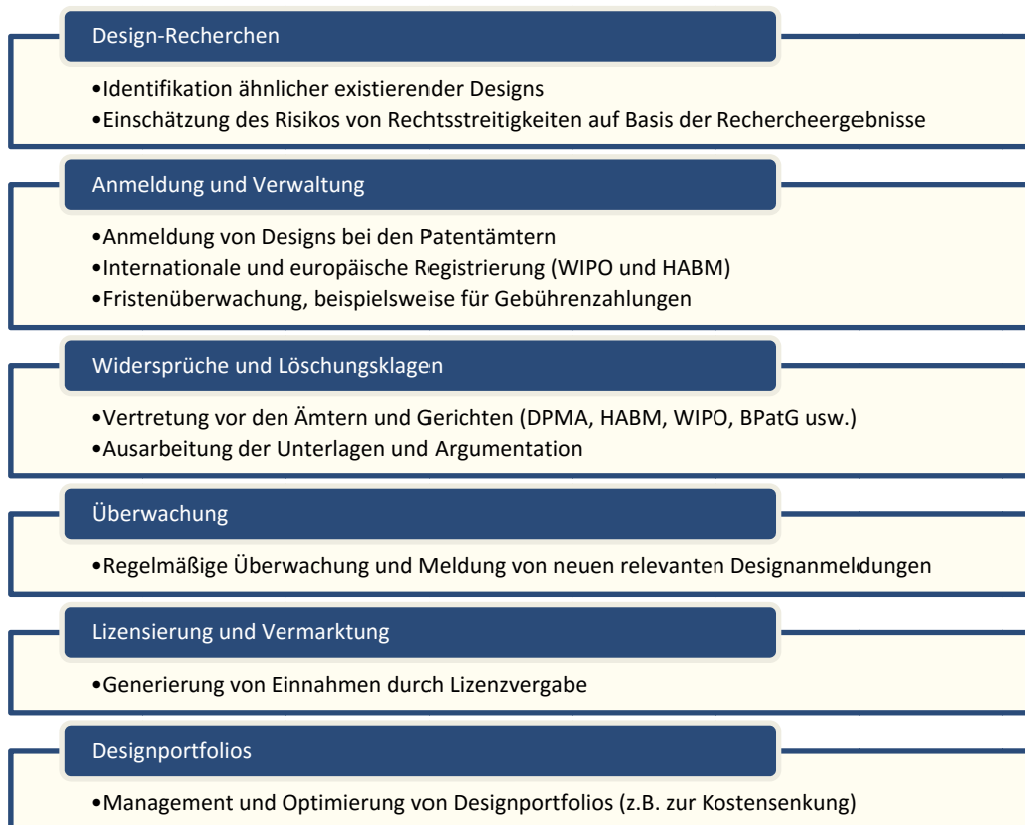 Design-Recherchen
•Identifikation ähnlicher existierender Designs
•Einschätzung des Risikos von Rechtsstreitigkeiten auf Basis der Rechercheergebnisse
Anmeldung und Verwaltung
•Anmeldung von Designs bei den Patentämtern
•Internationale und europäische Registrierung (WIPO und HABM)
•Fristenüberwachung, beispielsweise für Gebührenzahlungen
Widersprüche und Löschungsklagen
•Vertretung vor den Ämtern und Gerichten (DPMA, HABM, WIPO, BPatG usw.)
•Ausarbeitung der Unterlagen und Argumentation
Überwachung
•Regelmäßige Überwachung und Meldung von neuen relevanten Designanmeldungen
Lizensierung und Vermarktung
•Generierung von Einnahmen durch Lizenzvergabe
Designportfolios
•Management und Optimierung von Designportfolios (z.B. zur Kostensenkung)